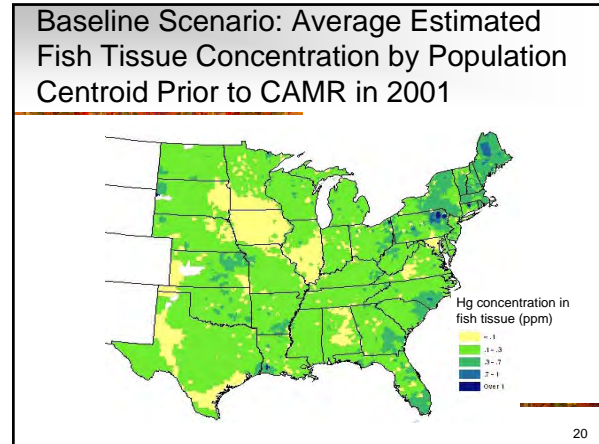 Baseline Scenario: Average Estimated
Fish Tissue Concentration by Population
Centroid Prior to CAMR in 2001
Hg concentration in
fish tissue (ppm)
.1 - .3
.3 - .7
.7 - 1
Over 1
20